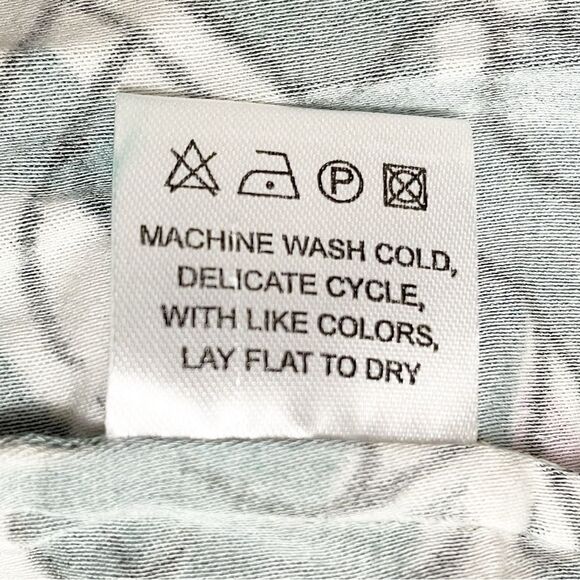 P
MACHINE WASH COLD,
DELICATE CYCLE,
WITH LIKE COLORS,
LAY FLAT TO DRY